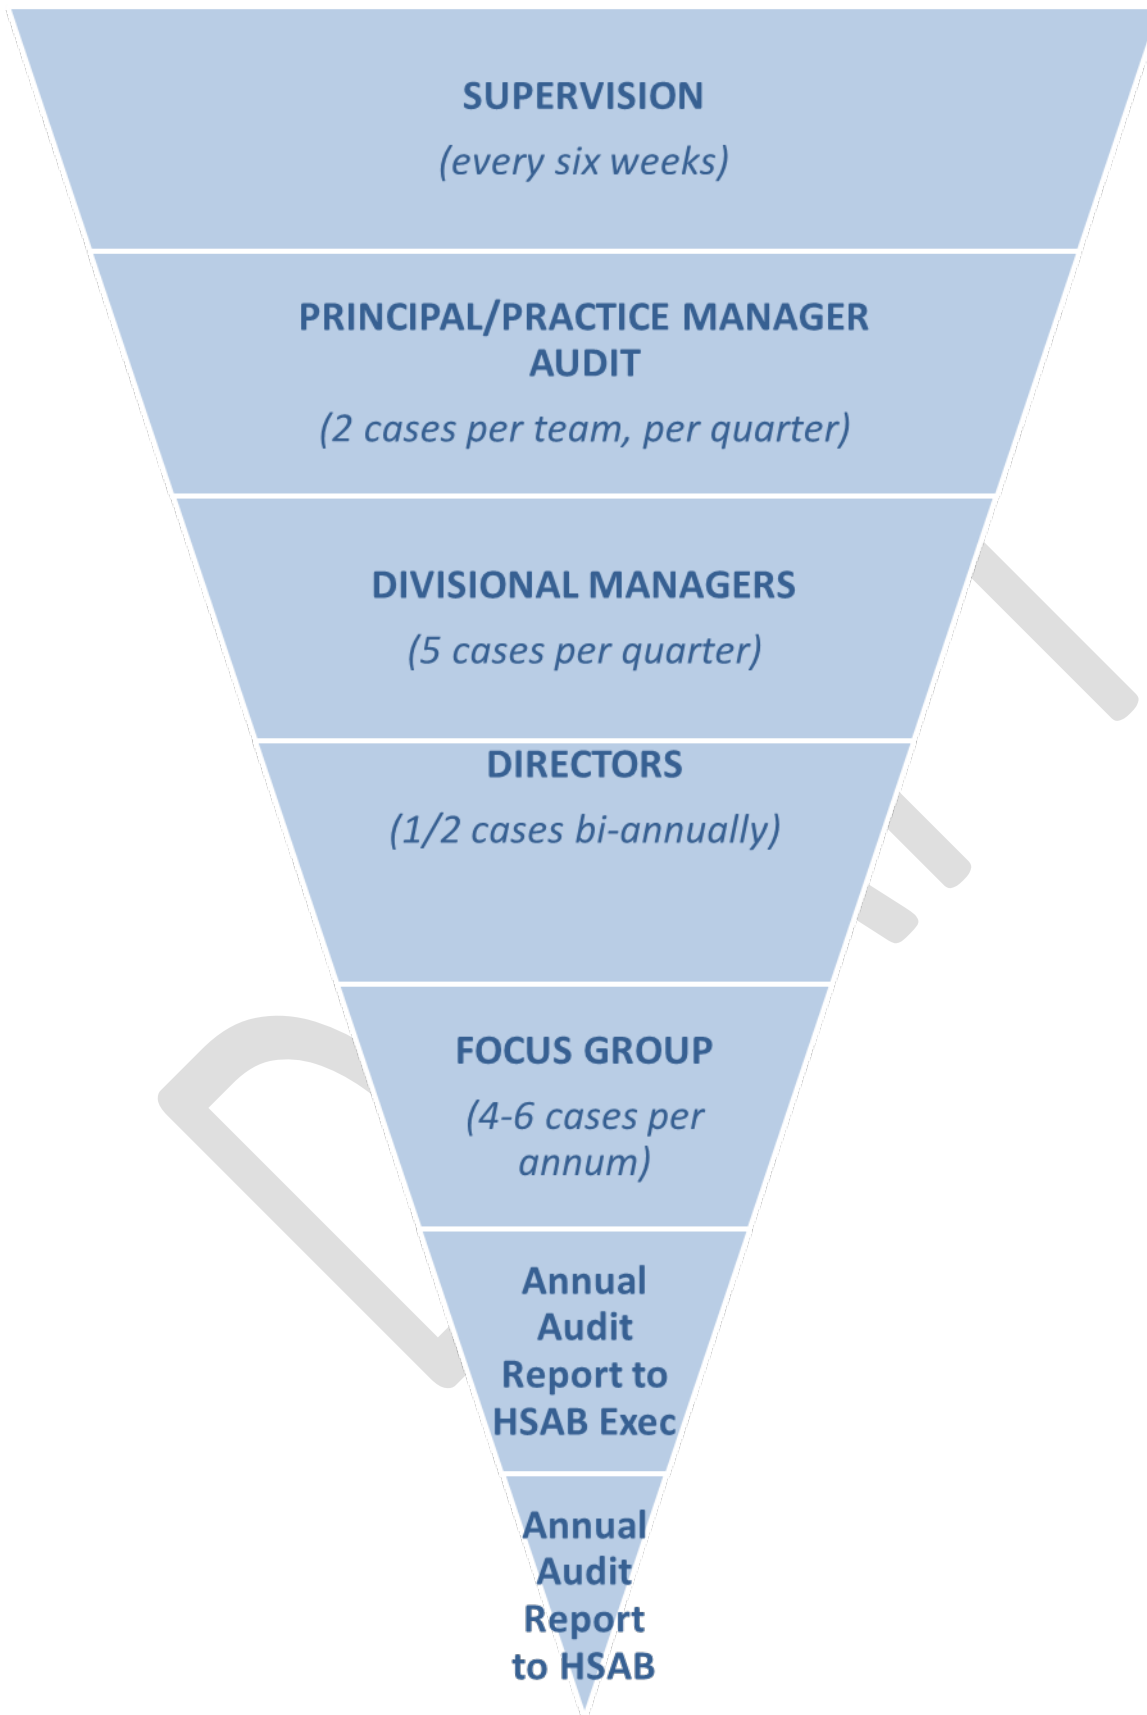 SUPERVISION
(every six weeks)
PRINCIPAL/PRACTICE MANAGER
AUDIT
(2 cases per team, per quarter)
DIVISIONAL MANAGERS
(5 cases per quarter)
DIRECTORS
(1/2 cases bi-annually)
FOCUS GROUP
(4-6 cases per
annum)
Annual
Audit
Report to
HSAB Exec
Annual
Audit
Report
to HSAB